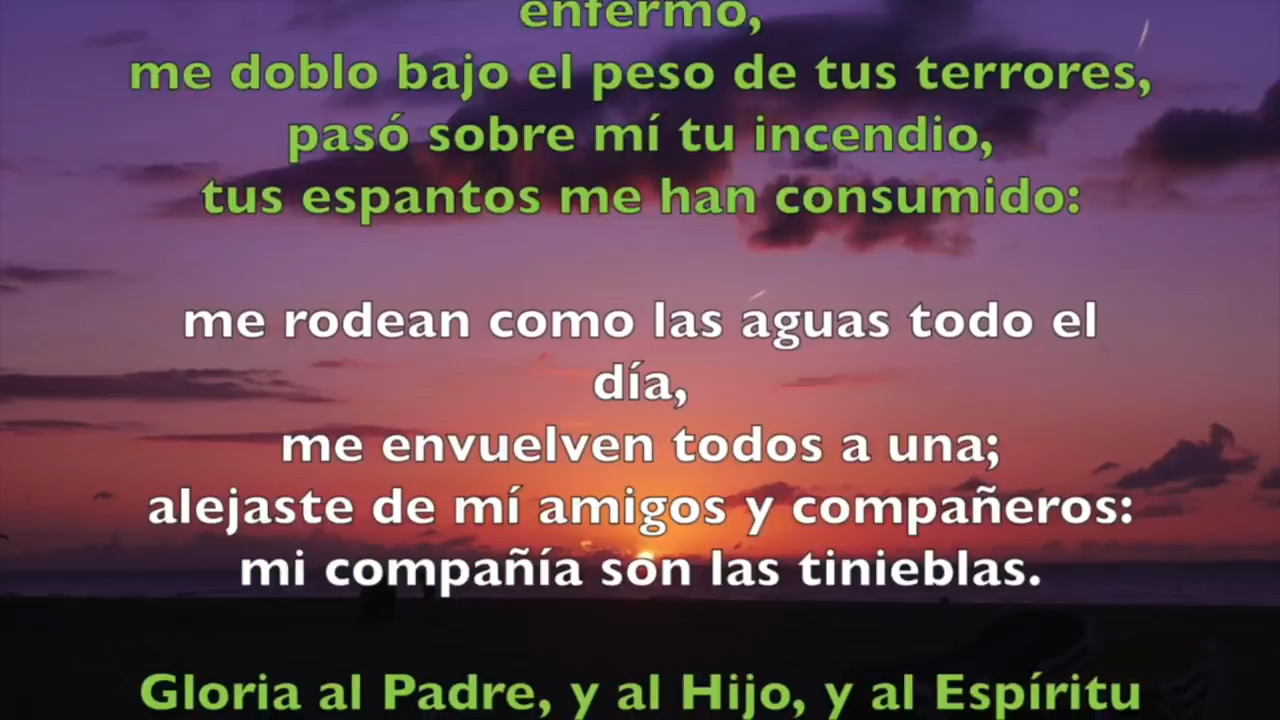 enfermo,
me doblo bajo el peso de tus terrores,
pasó sobre mí tu incendio,
tus espantos me han consumido:
me rodean como las aguas todo el
día,
me envuelven todos a una;
alejaste de mí amigos y compañeros:
mi compañía son las tinieblas.
Gloria al Padre, y al Hijo, y al Espíritu